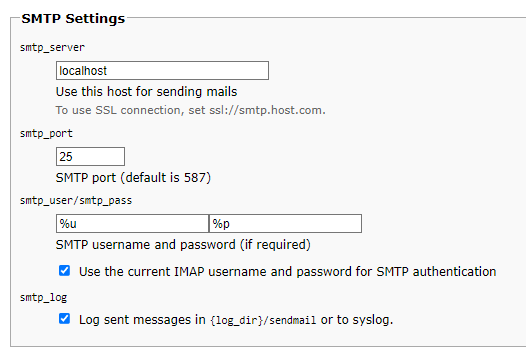 SMTP Settings
smtp_server
localhost
Use this host for sending mails
To use SSL connection, set ssl://smtp.host.com.
smtp_port
25
SMTP port (default is 587)
smtp_user/smtp_pass
%u %p
SMTP username and password (if required)
Use the current IMAP username and password for SMTP authentication
smtp_log
Log sent messages in {log_dir}/sendmail or to syslog.